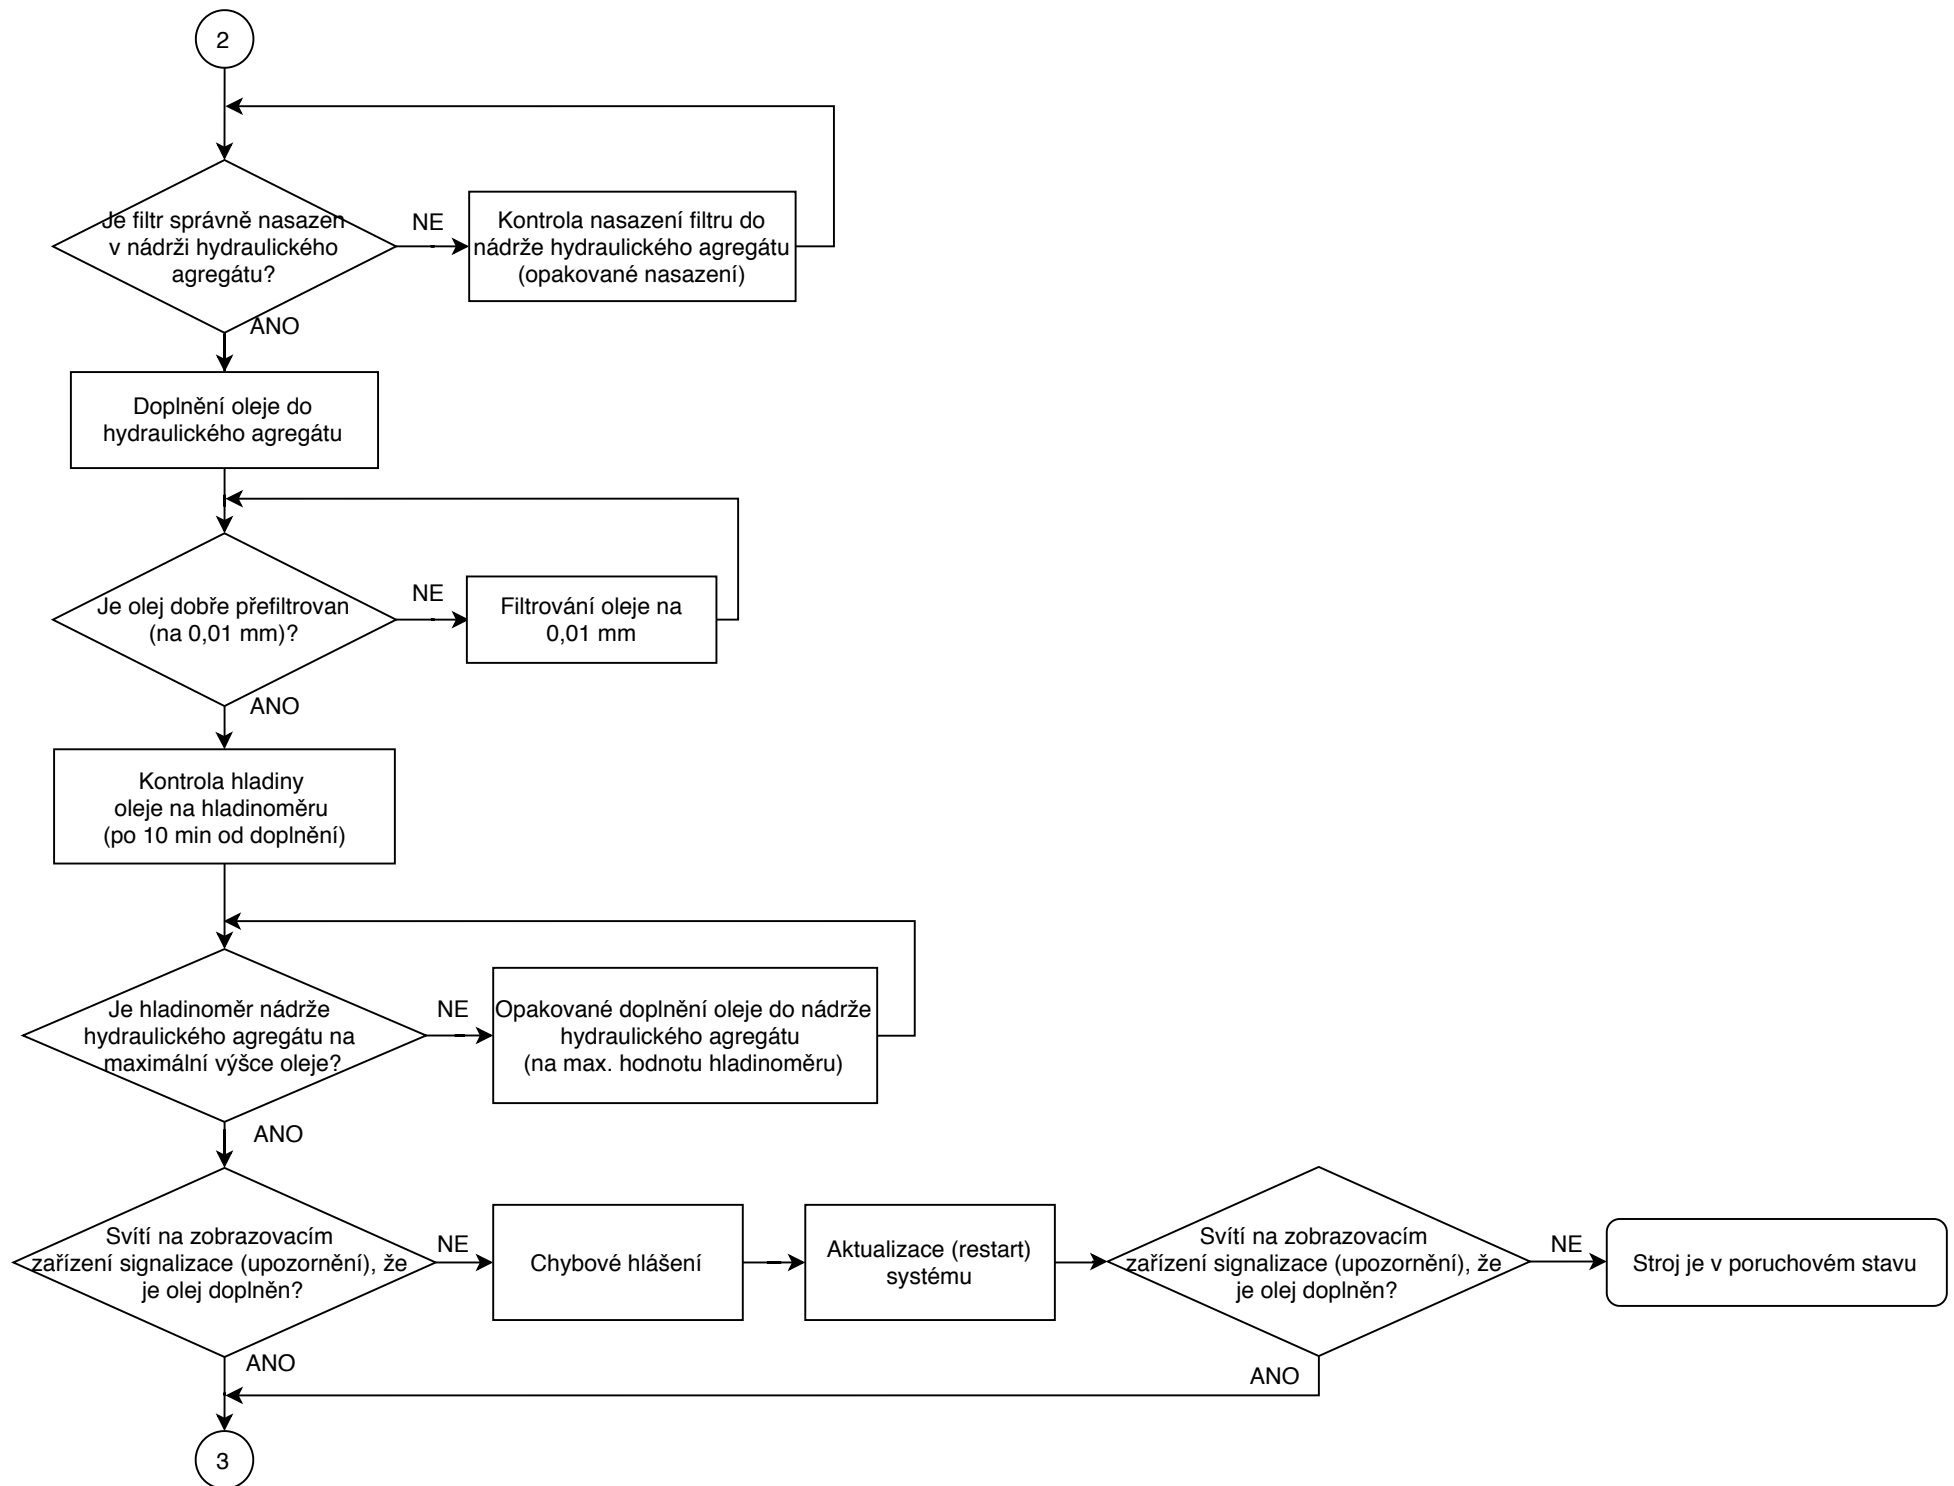 2
Je filtr správně nasazen
v nádrži hydraulického
agregátu?
NE
Kontrola nasazení filtru do
nádrže hydraulického agregátu
(opakované nasazení)
ANO
Doplnění oleje do
hydraulického agregátu
Je olej dobře přefiltrovan
(na 0,01 mm)?
NE
Filtrování oleje na
0,01 mm
ANO
Kontrola hladiny
oleje na hladinoměru
(po 10 min od doplnění)
Je hladinoměr nádrže
hydraulického agregátu na
maximální výšce oleje?
NE
Opakované doplnění oleje do nádrže
hydraulického agregátu
(na max. hodnotu hladinoměru)
ANO
Svítí na zobrazovacím
zařízení signalizace (upozornění), že
je olej doplněn?
NE
Chybové hlášení
Aktualizace (restart)
systému
Svítí na zobrazovacím
zařízení signalizace (upozornění), že
je olej doplněn?
NE
Stroj je v poruchovém stavu
ANO
ANO
3